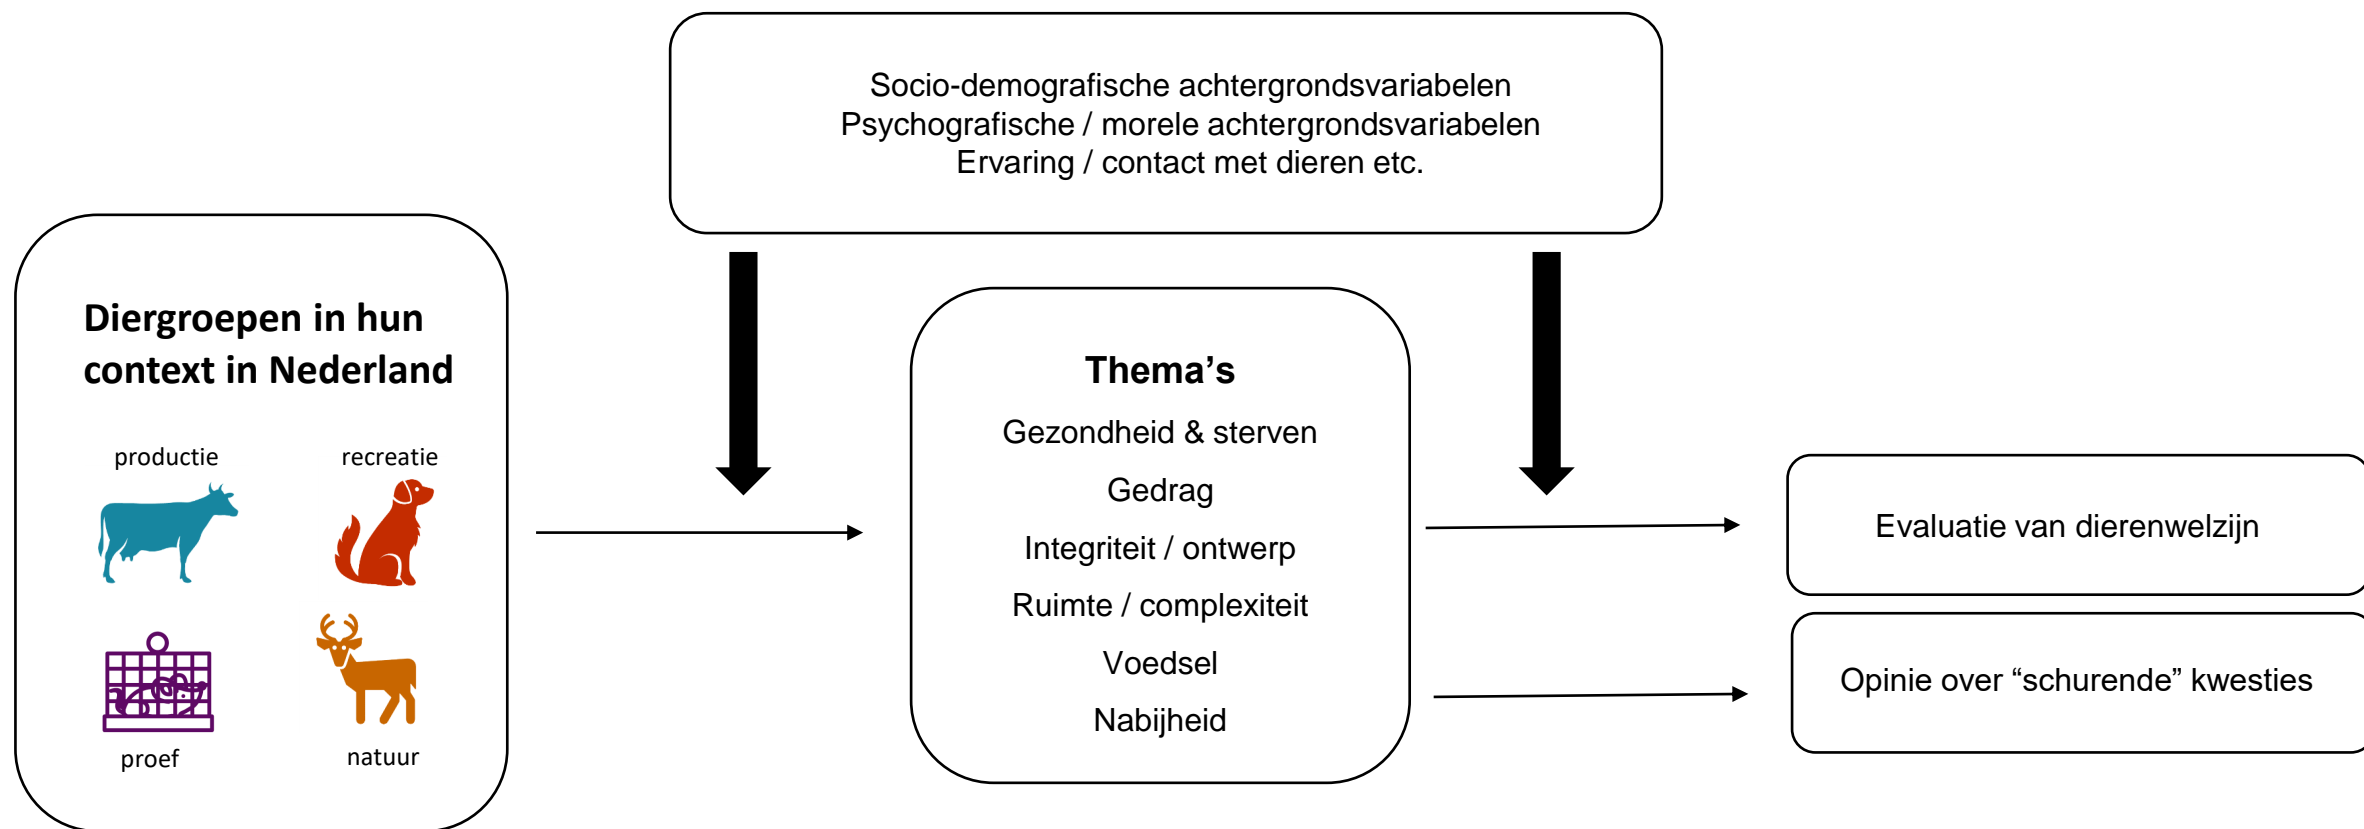 Socio-demografische achtergrondsvariabelen
Psychografische / morele achtergrondsvariabelen
Ervaring / contact met dieren etc.
Diergroepen in hun
context in Nederland
productie
recreatie
proef
natuur
Thema’s
Gezondheid & sterven
Gedrag
Integriteit / ontwerp
Ruimte / complexiteit
Voedsel
Nabijheid
Evaluatie van dierenwelzijn
Opinie over “schurende” kwesties